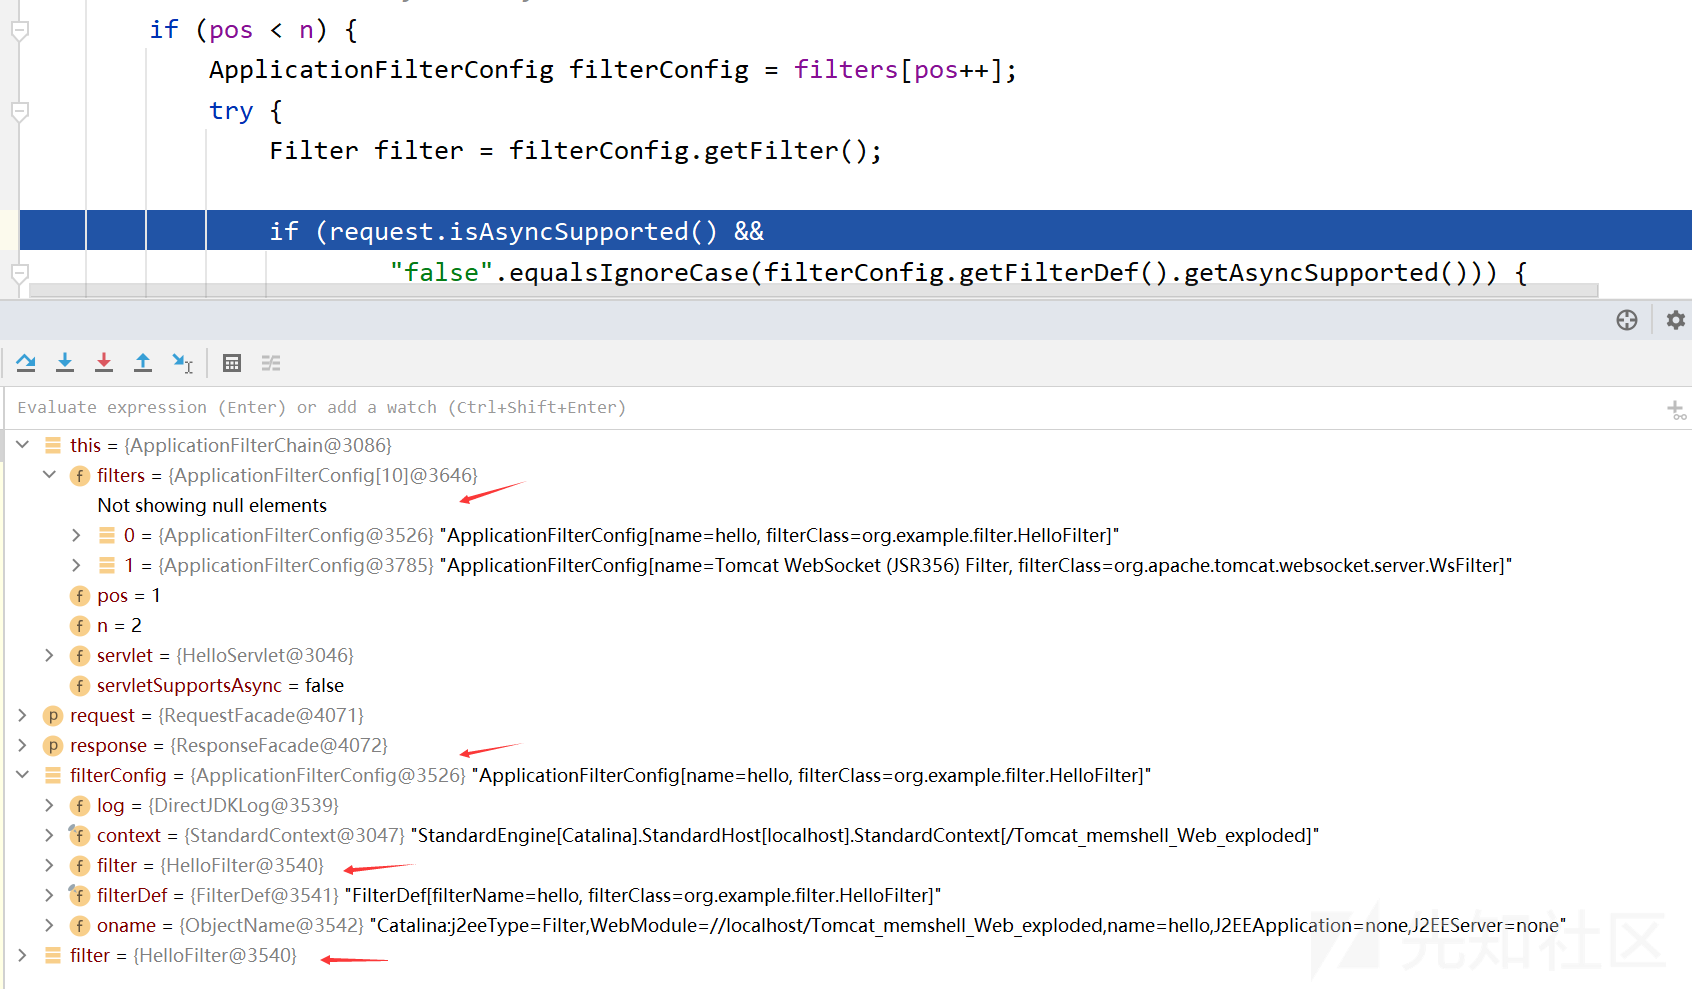 if (pos < n) {
ApplicationFilterConfig filterConfig = filters[pos++];
try {
Filter filter = filterConfig.getFilter();
if (request.isAsyncSupported() &&
"false".equalsIgnoreCase(filterConfig.getFilterDef().getAsyncSupported())) {
Evaluate expression (Enter) or add a watch (Ctrl+Shift+Enter)
this = {ApplicationFilterChain@3086}
f filters = {ApplicationFilterConfig[10]@3646}
Not showing null elements
0 = {ApplicationFilterConfig@3526} "ApplicationFilterConfig[name=hello, filterClass=org.example.filter.HelloFilter]"
1 = {ApplicationFilterConfig@3785} "ApplicationFilterConfig[name=Tomcat WebSocket (JSR356) Filter, filterClass=org.apache.tomcat.websocket.server.WsFilter]"
f pos = 1
f n = 2
f servlet = {HelloServlet@3046}
f servletSupportsAsync = false
p request = {RequestFacade@4071}
p response = {ResponseFacade@4072}
filterConfig = {ApplicationFilterConfig@3526} "ApplicationFilterConfig[name=hello, filterClass=org.example.filter.HelloFilter]"
f log = {DirectJDKLog@3539}
f context = {StandardContext@3047} "StandardEngine[Catalina].StandardHost[localhost].StandardContext[/Tomcat_memshell_Web_exploded]"
f filter = {HelloFilter@3540}
f filterDef = {FilterDef@3541} "FilterDef[filterName=hello, filterClass=org.example.filter.HelloFilter]"
f oname = {ObjectName@3542} "Catalina:j2eeType=Filter,WebModule=//localhost/Tomcat_memshell_Web_exploded,name=hello,J2EEApplication=none,J2EEServer=none"
filter = {HelloFilter@3540}
先知社区